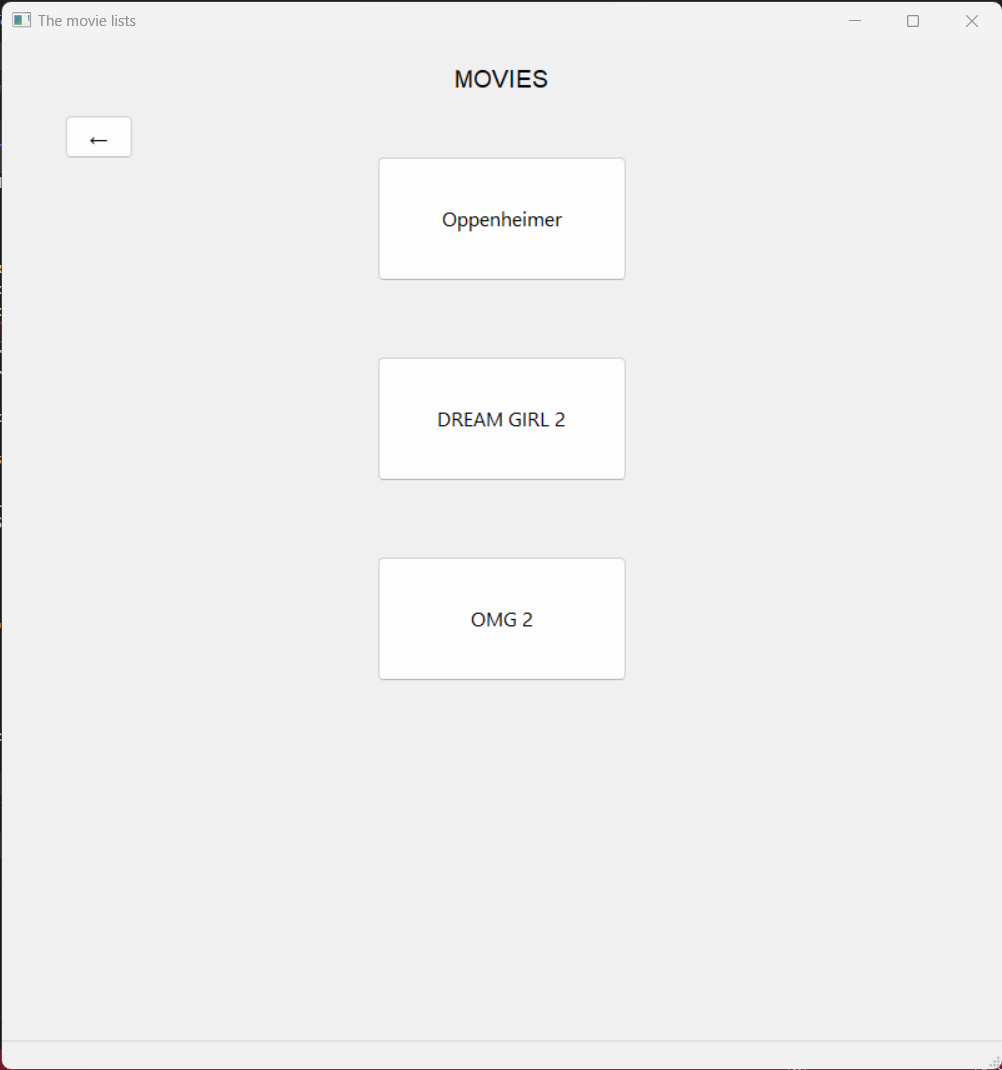 The movie lists
MOVIES
←
Oppenheimer
DREAM GIRL 2
OMG 2